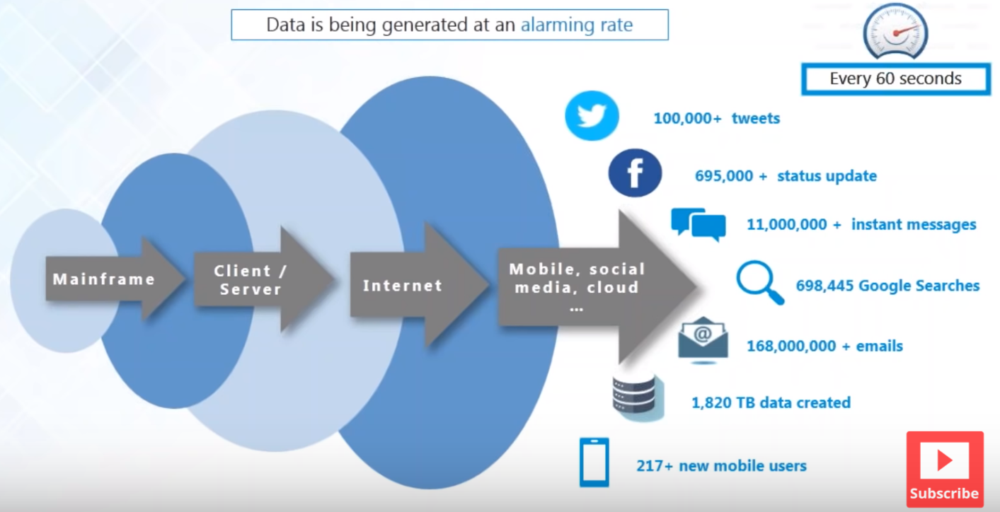 Data is being generated at an alarming rate
Every 60 seconds
100,000+ tweets
695,000 + status update
11,000,000 + instant messages
698,445 Google Searches
168,000,000 + emails
1,820 TB data created
217+ new mobile users
Mainframe
Client /
Server
Internet
Mobile, social
media, cloud
...
@
Subscribe